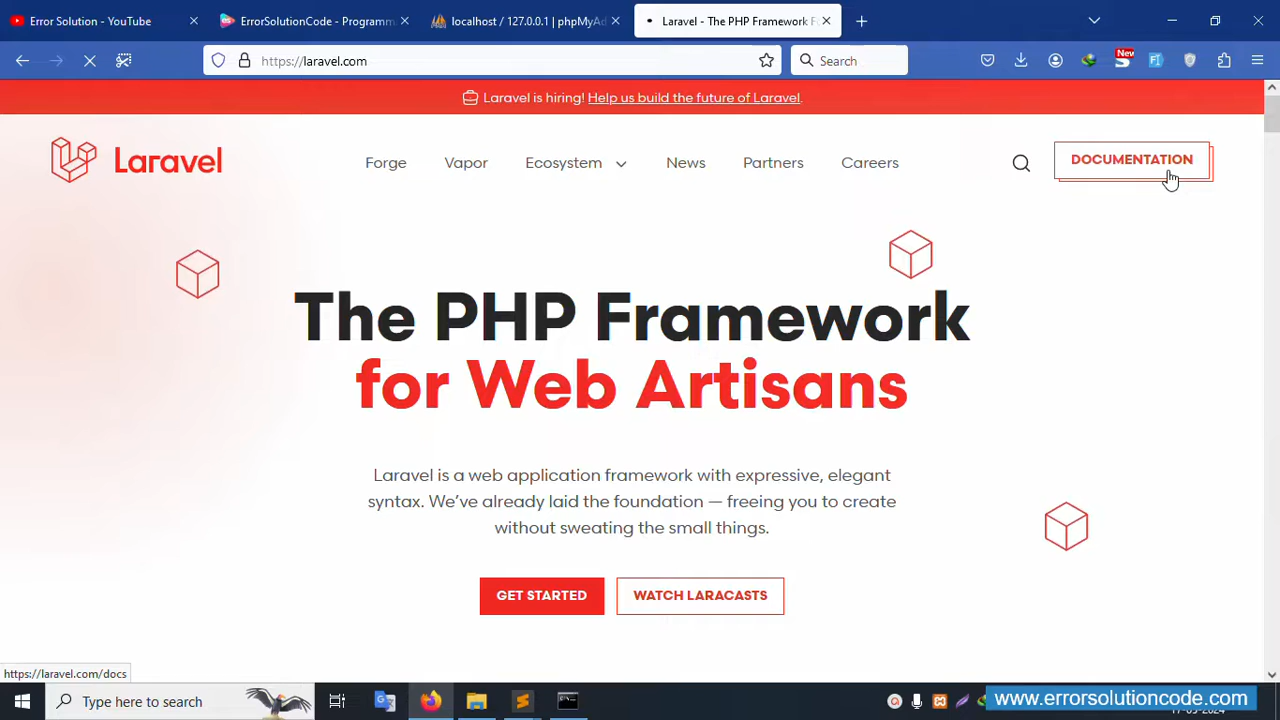 Error Solution - YouTube
ErrorSolutionCode - Programm
localhost / 127.0.0.1 | phpMyAd
Laravel - The PHP Framework Fo
https://laravel.com
Search
New
Laravel is hiring! Help us build the future of Laravel.
Laravel
Forge
Vapor
Ecosystem
News
Partners
Careers
DOCUMENTATION
The PHP Framework
for Web Artisans
Laravel is a web application framework with expressive, elegant
syntax. We’ve already laid the foundation — freeing you to create
without sweating the small things.
GET STARTED
WATCH LARACASTS
https://laravel.com/docs
Type here to search
www.errorsolutioncode.com